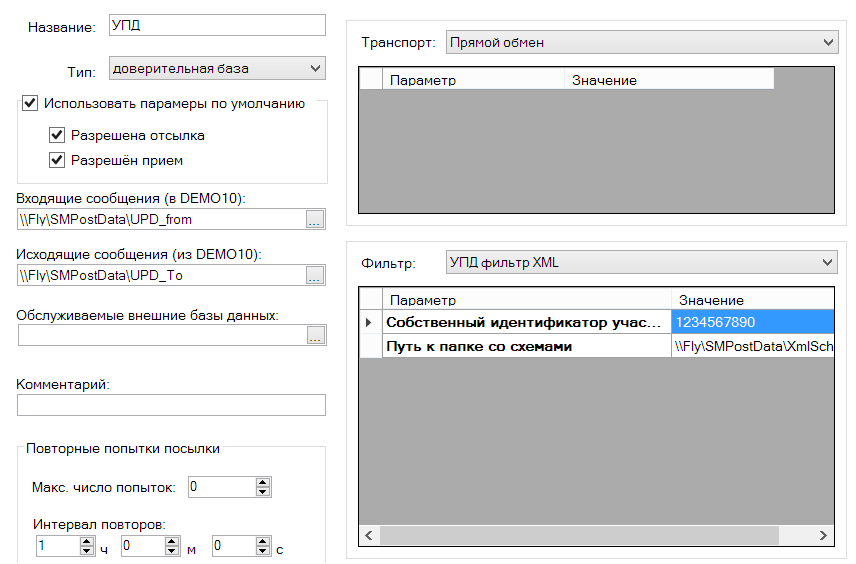 Название: УПД
Тип: доверительная база
Использовать парамеры по умолчанию
Разрешена отсылка
Разрешён прием
Входящие сообщения (в DEMO10):
\\Fly\SMPostData\UPD_from ...
Исходящие сообщения (из DEMO10):
\\Fly\SMPostData\UPD_To ...
Обслуживаемые внешние базы данных:
...
Комментарий:
Повторные попытки посылки
Макс. число попыток: 0
Интервал повторов:
1 ч 0 м 0 с
Транспорт: Прямой обмен
Параметр Значение
Фильтр: УПД фильтр XML
Параметр Значение
Собственный идентификатор учас... 1234567890
Путь к папке со схемами \\Fly\SMPostData\XmlSch